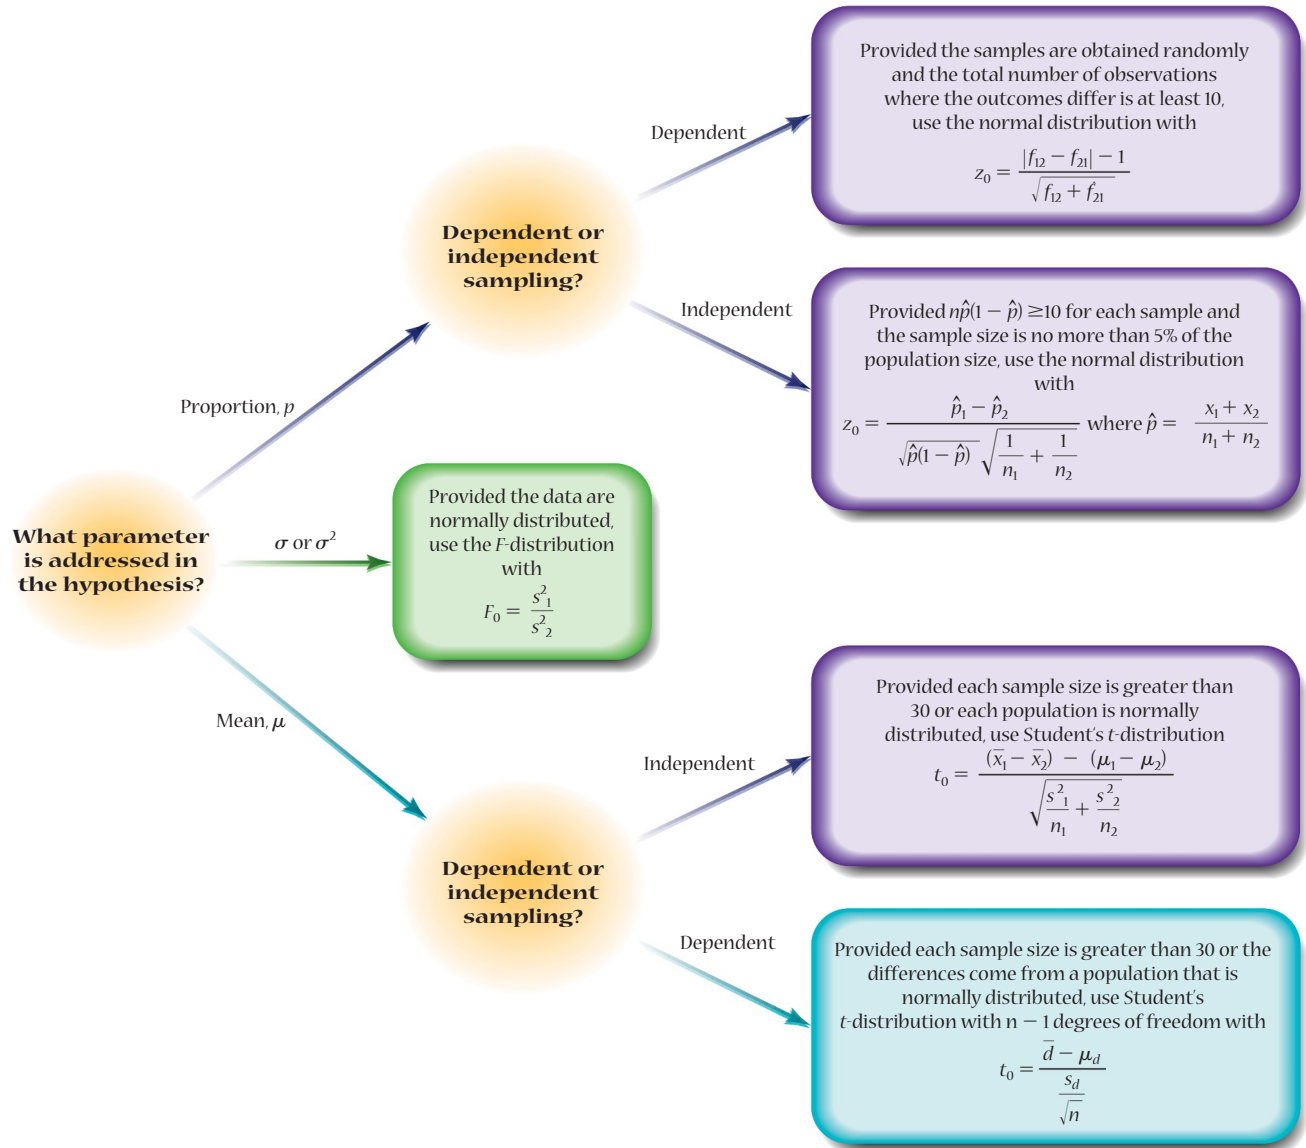 What parameter
is addressed in
the hypothesis?
Proportion, p
Dependent or
independent
sampling?
Dependent
Provided the samples are obtained randomly
and the total number of observations
where the outcomes differ is at least 10,
use the normal distribution with
z₀ = (|f₁₂ − f₂₁| − 1) / √(f₁₂ + f₂₁)
Independent
Provided np̂(1 − p̂) ≥10 for each sample and
the sample size is no more than 5% of the
population size, use the normal distribution
with
z₀ = (p̂₁ − p̂₂) / (√(p̂(1 − p̂)) √(1/n₁ + 1/n₂)) where p̂ = (x₁ + x₂) / (n₁ + n₂)
σ or σ²
Provided the data are
normally distributed,
use the F-distribution
with
F₀ = s²₁ / s²₂
Mean, μ
Dependent or
independent
sampling?
Independent
Provided each sample size is greater than
30 or each population is normally
distributed, use Student's t-distribution
t₀ = ((x̄₁ − x̄₂) − (μ₁ − μ₂)) / √(s²₁/n₁ + s²₂/n₂)
Dependent
Provided each sample size is greater than 30 or the
differences come from a population that is
normally distributed, use Student's
t-distribution with n − 1 degrees of freedom with
t₀ = (d̄ − μ_d) / (s_d / √n)